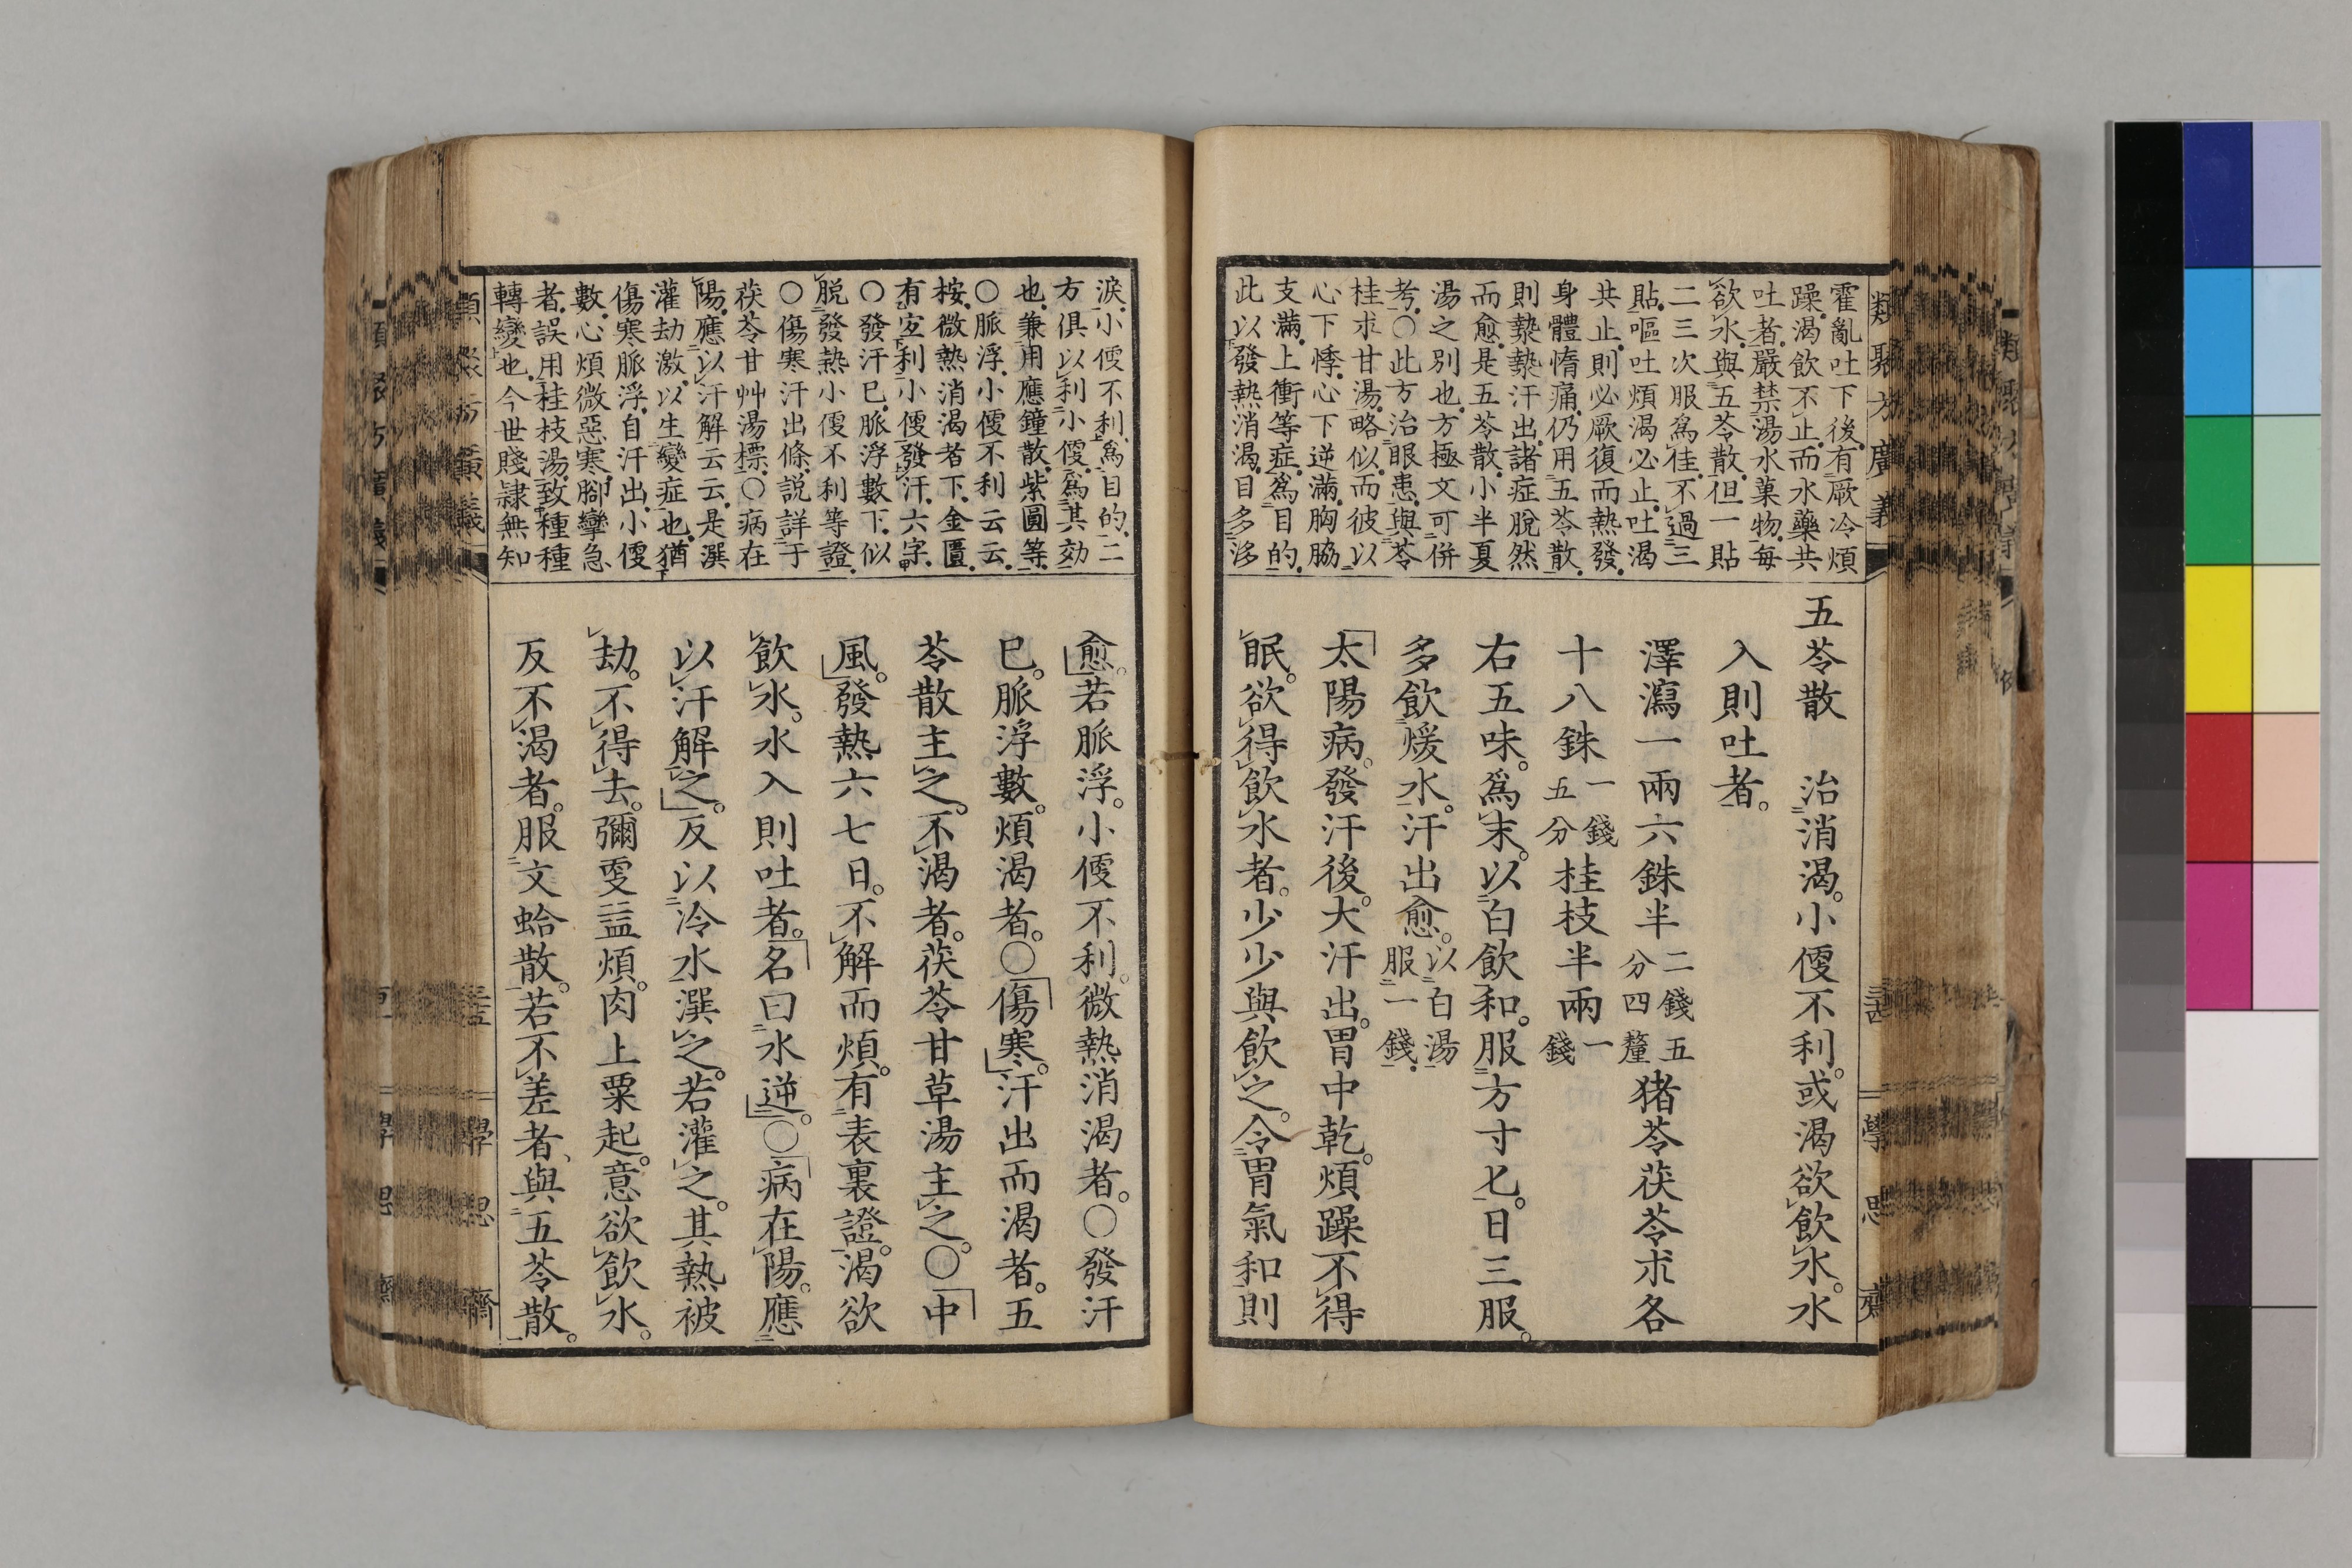 類聚方廣義
霍亂吐下後有厥冷煩
躁渴飲不止而水藥共
吐者嚴禁湯水菓物每
欲水與五苓散但一貼
二三次服爲佳不過三
貼嘔吐煩渴必止吐渴
共止則必厥復而熱發
身體惰痛仍用五苓散
則漐漐汗出諸症脫然
而愈是五苓散小半夏
湯之別也方極文可併
考○此方治眼患與苓
桂朮甘湯略似而彼以
心下悸心下逆滿胸脇
支滿上衝等症爲目的
此以發熱消渴目多眵
五苓散 治消渴。小便不利。或渴欲飲水。水
入則吐者。
澤瀉一兩六銖半二錢五分四釐猪苓茯苓朮各
十八銖一錢五分桂枝半兩一錢
右五味。爲末。以白飲和。服方寸匕。日三服。
多飲煖水。汗出愈。以白湯服一錢
「太陽病。發汗後。大汗出。胃中乾。煩躁不得
眠。欲得飲水者。少少與飲之。令胃氣和則
學思齋
淚小便不利爲目的二
方俱以利小便爲其効
也兼用應鐘散紫圓等
○脈浮小便不利云云
按微熱消渴者下金匱
有宜利小便發汗六字
○發汗已脈浮數下似
脫發熱小便不利等證
○傷寒汗出條說詳于
茯苓甘艸湯標○病在
陽應以汗解云云是潠
灌劫激以生變症也猶
傷寒脈浮自汗出小便
數心煩微惡寒腳攣急
者誤用桂枝湯致種種
轉變也今世賤隷無知
愈」。若脈浮。小便不利。微熱消渴者。○發汗
已。脈浮數。煩渴者。○「傷寒」。汗出而渴者。五
苓散主之。不渴者。茯苓甘草湯主之。○「中
風」。發熱六七日。不解而煩。有表裏證。渴欲
飲水。水入則吐者。「名曰水逆」。○「病在陽。應
以汗解之」。反以冷水潠之。若灌之。其熱被
劫。不得去。彌更益煩。肉上粟起。意欲飲水。
反不渴者。服文蛤散。若不差者、與五苓散。